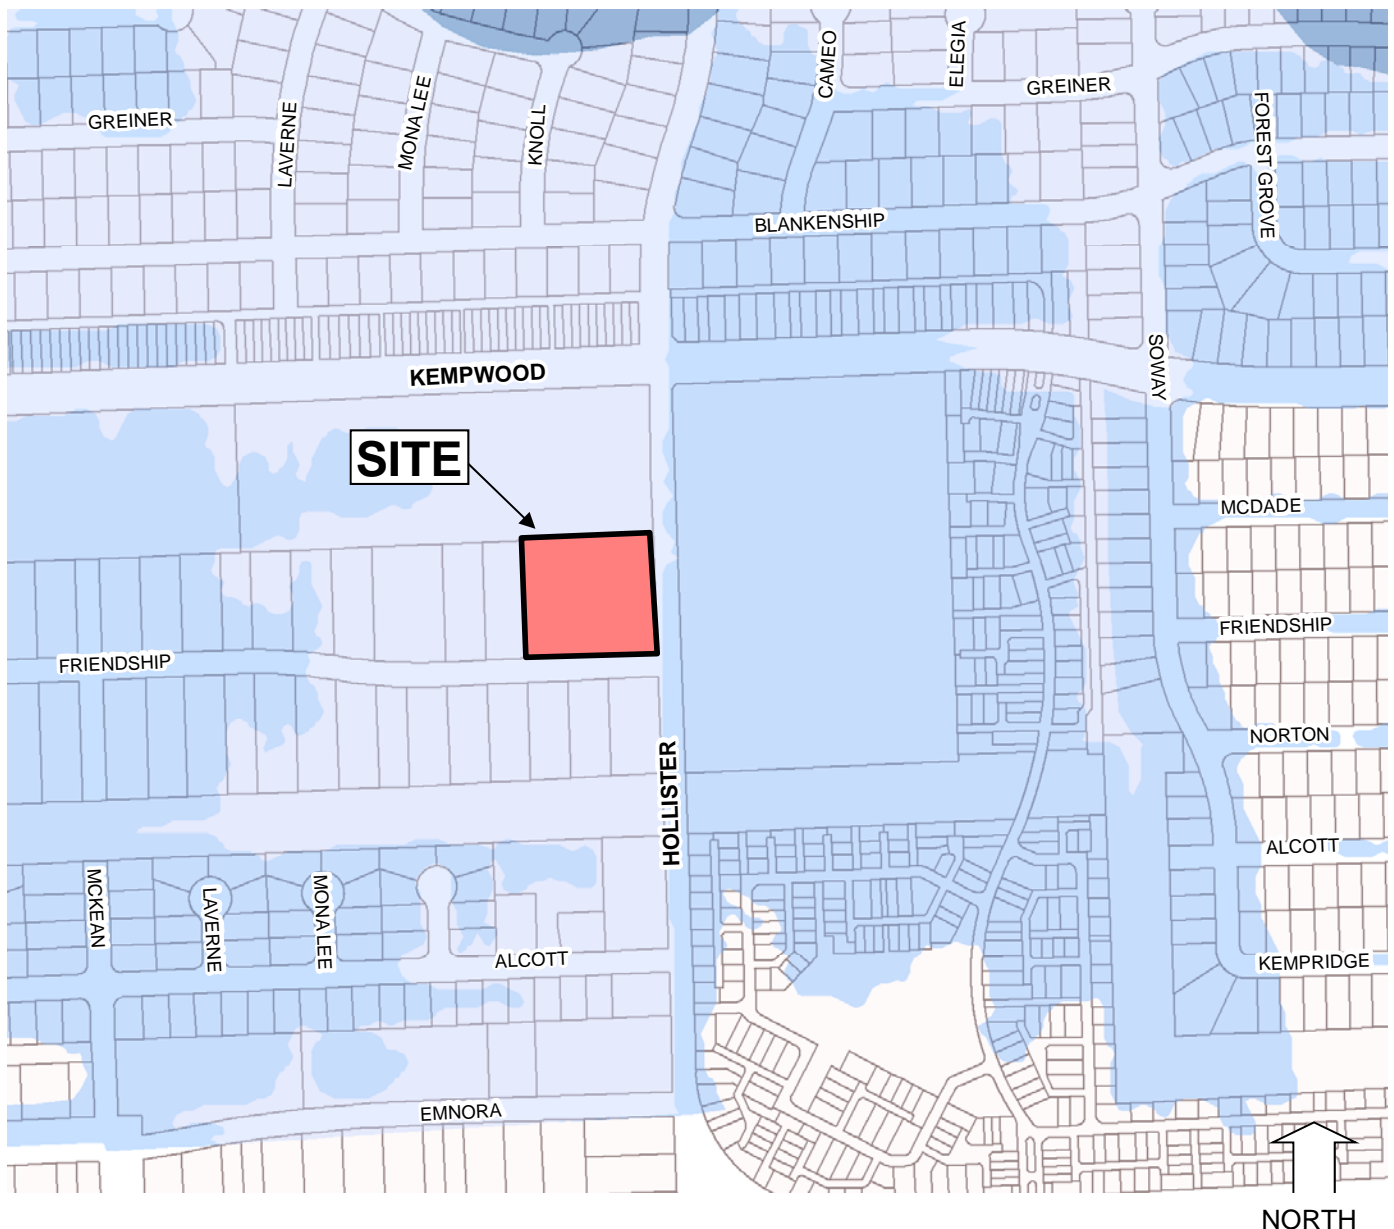 CAMEO
ELEGIA
GREINER
GREINER
LAVERNE
MONA LEE
KNOLL
FOREST GROVE
BLANKENSHIP
KEMPWOOD
SOWAY
SITE
MCDADE
FRIENDSHIP
FRIENDSHIP
NORTON
HOLLISTER
ALCOTT
MCKEAN
LAVERNE
MONA LEE
ALCOTT
KEMPRIDGE
EMNORA
NORTH